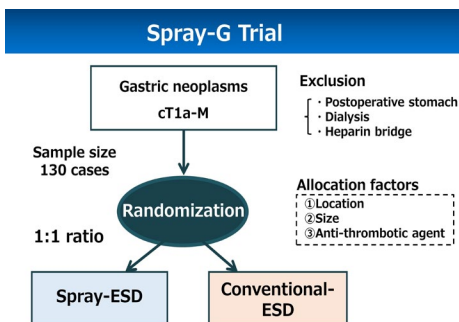 Spray-G Trial
Gastric neoplasms
cT1a-M
Exclusion
・Postoperative stomach
・Dialysis
・Heparin bridge
Sample size
130 cases
Randomization
Allocation factors
①Location
②Size
③Anti-thrombotic agent
1:1 ratio
Spray-ESD
Conventional-
ESD